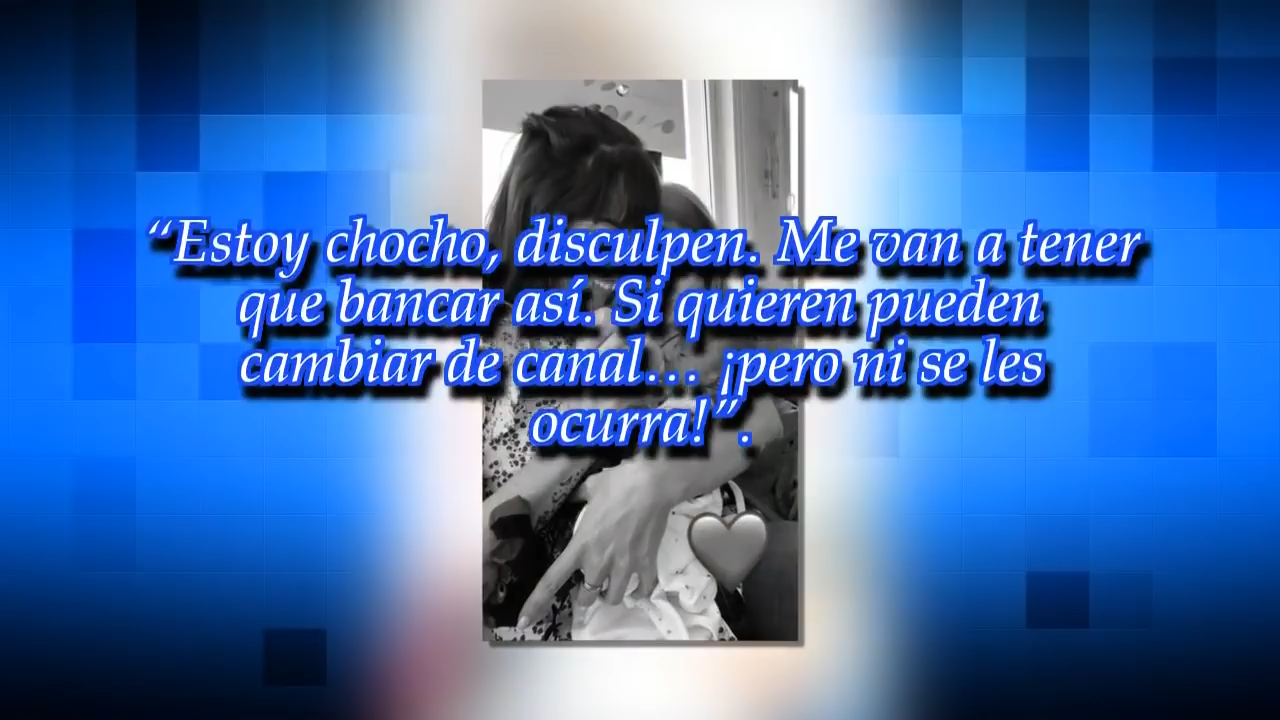 “Estoy chocho, disculpen. Me van a tener
que bancar así. Si quieren pueden
cambiar de canal… ¡pero ni se les
ocurra!”.